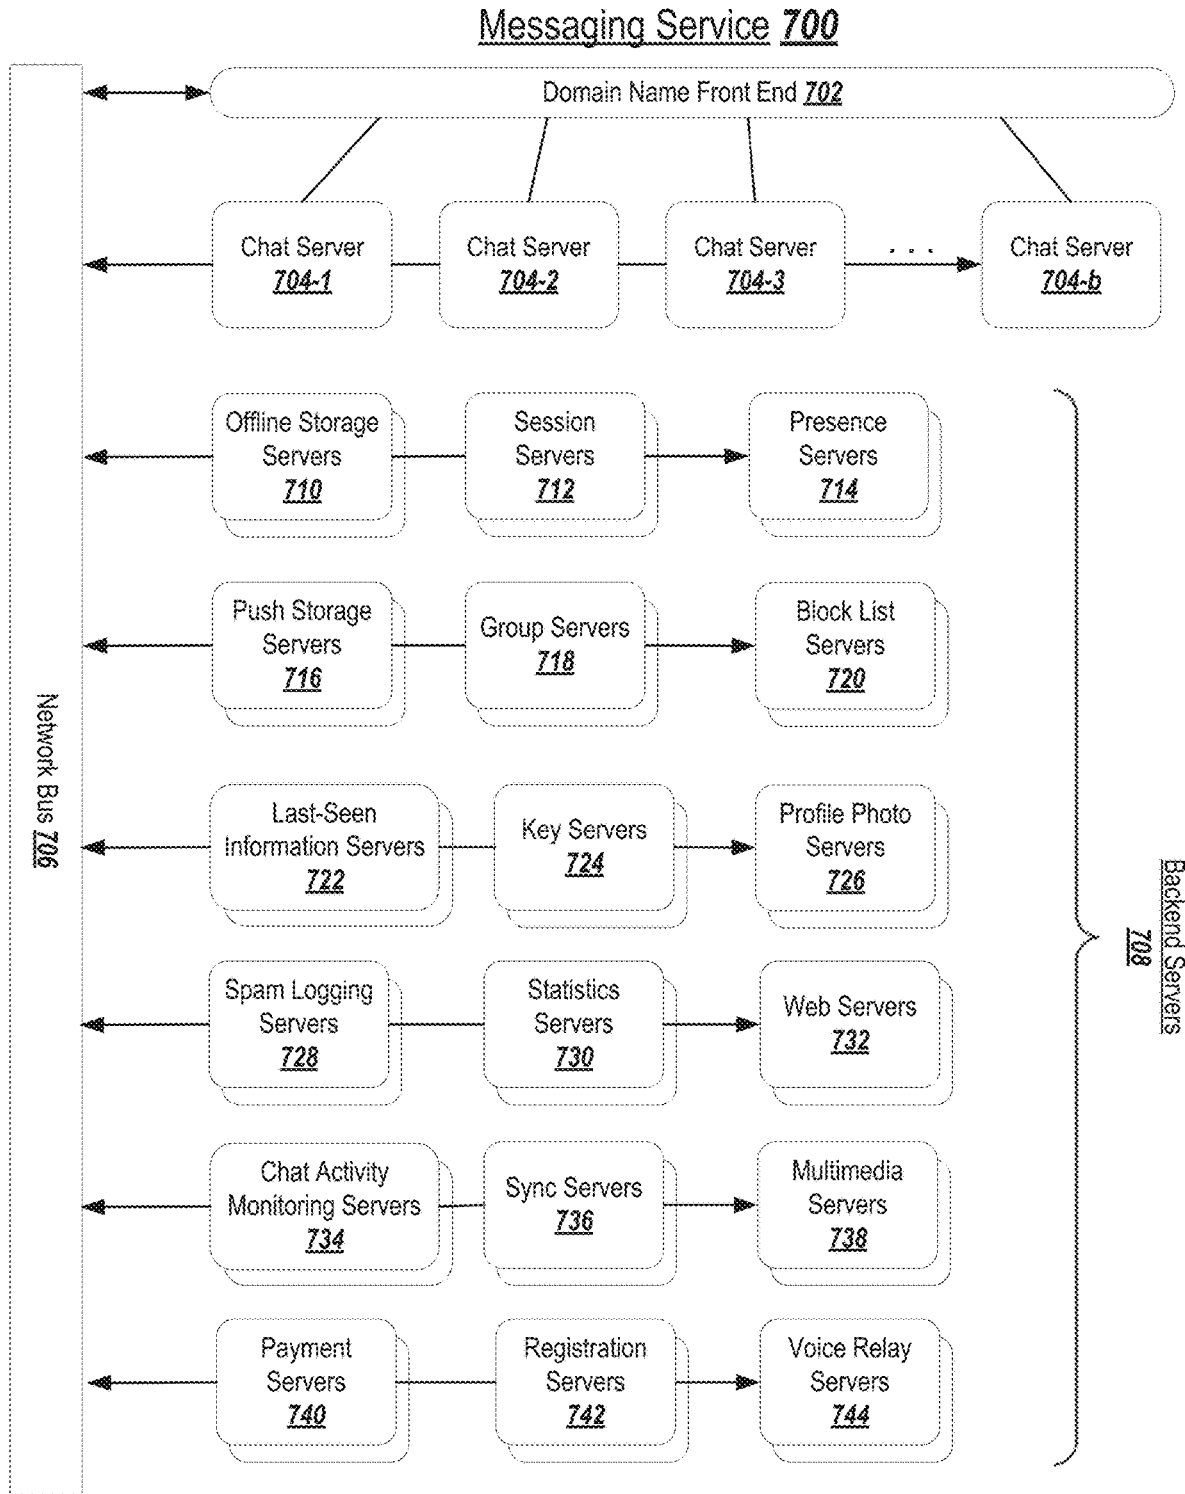 Messaging Service 700
Domain Name Front End 702
Chat Server
704-1
Chat Server
704-2
Chat Server
704-3
. . .
Chat Server
704-b
Offline Storage
Servers
710
Session
Servers
712
Presence
Servers
714
Push Storage
Servers
716
Group Servers
718
Block List
Servers
720
Network Bus 706
Last-Seen
Information Servers
722
Key Servers
724
Profile Photo
Servers
726
Backend Servers
708
Spam Logging
Servers
728
Statistics
Servers
730
Web Servers
732
Chat Activity
Monitoring Servers
734
Sync Servers
736
Multimedia
Servers
738
Payment
Servers
740
Registration
Servers
742
Voice Relay
Servers
744